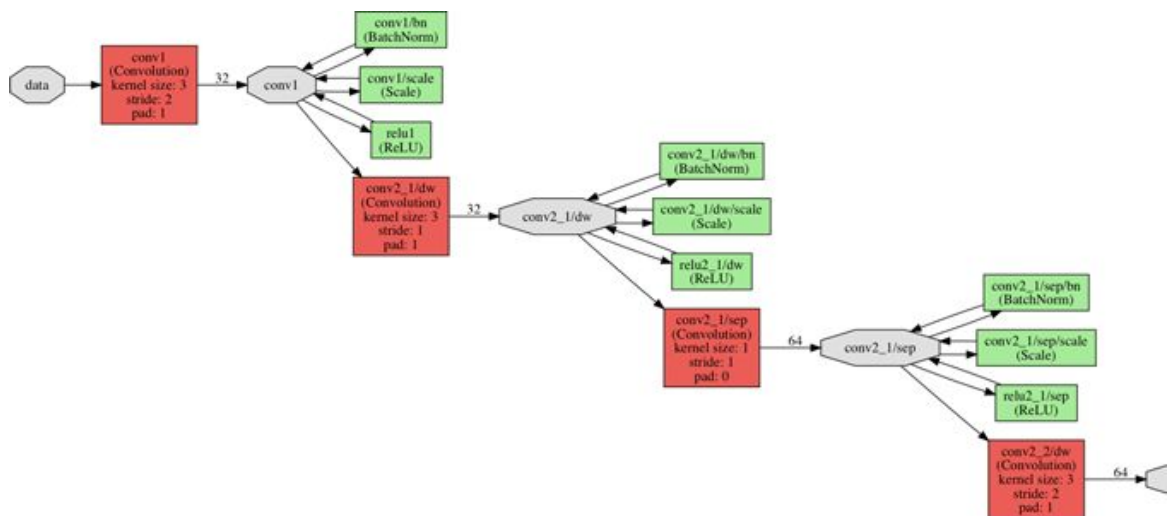 data
conv1
(Convolution)
kernel size: 3
stride: 2
pad: 1
32
conv1
conv1/bn
(BatchNorm)
conv1/scale
(Scale)
relu1
(ReLU)
conv2_1/dw
(Convolution)
kernel size: 3
stride: 1
pad: 1
32
conv2_1/dw
conv2_1/dw/bn
(BatchNorm)
conv2_1/dw/scale
(Scale)
relu2_1/dw
(ReLU)
conv2_1/sep
(Convolution)
kernel size: 1
stride: 1
pad: 0
64
conv2_1/sep
conv2_1/sep/bn
(BatchNorm)
conv2_1/sep/scale
(Scale)
relu2_1/sep
(ReLU)
conv2_2/dw
(Convolution)
kernel size: 3
stride: 2
pad: 1
64